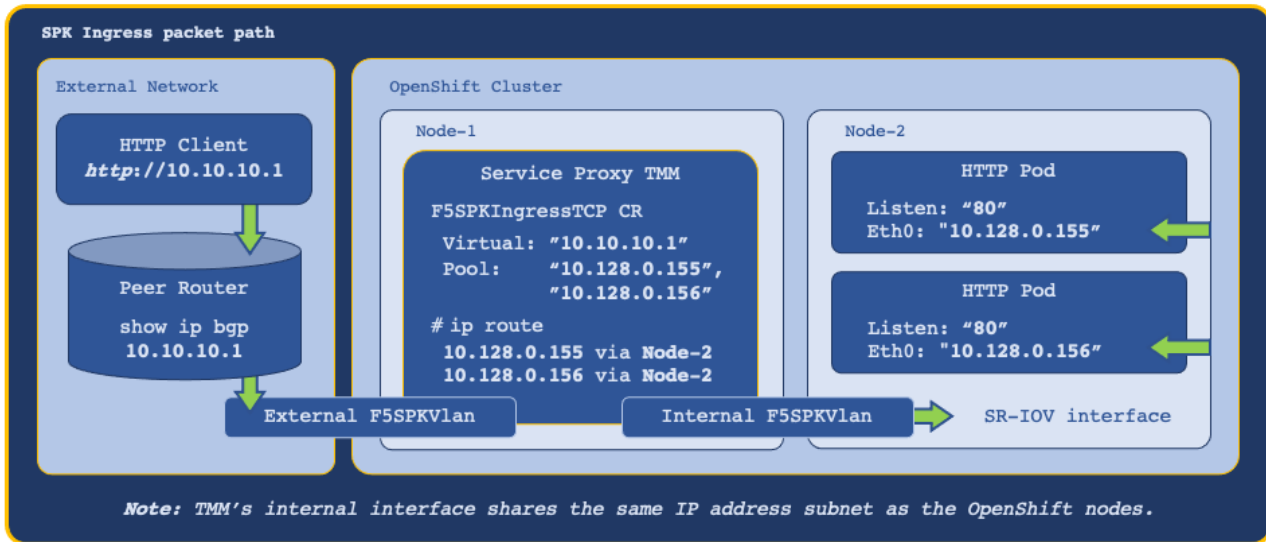 SPK Ingress packet path
External Network
HTTP Client
http://10.10.10.1
Peer Router
show ip bgp
10.10.10.1
External F5SPKVlan
OpenShift Cluster
Node-1
Service Proxy TMM
F5SPKIngressTCP CR
Virtual: ”10.10.10.1”
Pool: “10.128.0.155”,
”10.128.0.156”
# ip route
10.128.0.155 via Node-2
10.128.0.156 via Node-2
Internal F5SPKVlan
Node-2
HTTP Pod
Listen: “80”
Eth0: "10.128.0.155”
HTTP Pod
Listen: “80”
Eth0: "10.128.0.156”
SR-IOV interface
Note: TMM’s internal interface shares the same IP address subnet as the OpenShift nodes.